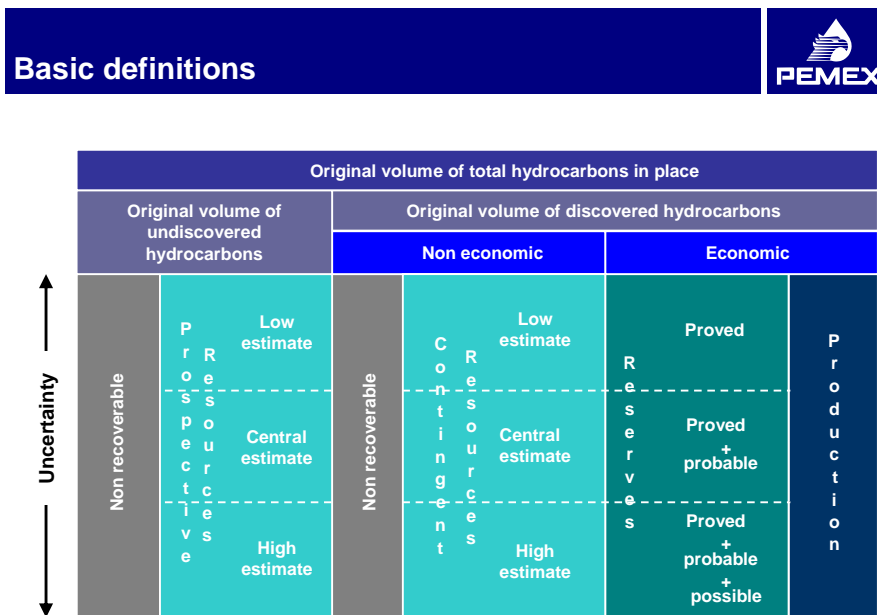 Basic definitions
PEMEX
Original volume of total hydrocarbons in place
Original volume of
undiscovered
hydrocarbons
Original volume of discovered hydrocarbons
Non economic
Economic
Uncertainty
Non recoverable
Prospective
Resources
Low
estimate
Central
estimate
High
estimate
Non recoverable
Contingent
Resources
Low
estimate
Central
estimate
High
estimate
Reserves
Proved
Proved
+
probable
Proved
+
probable
+
possible
Production